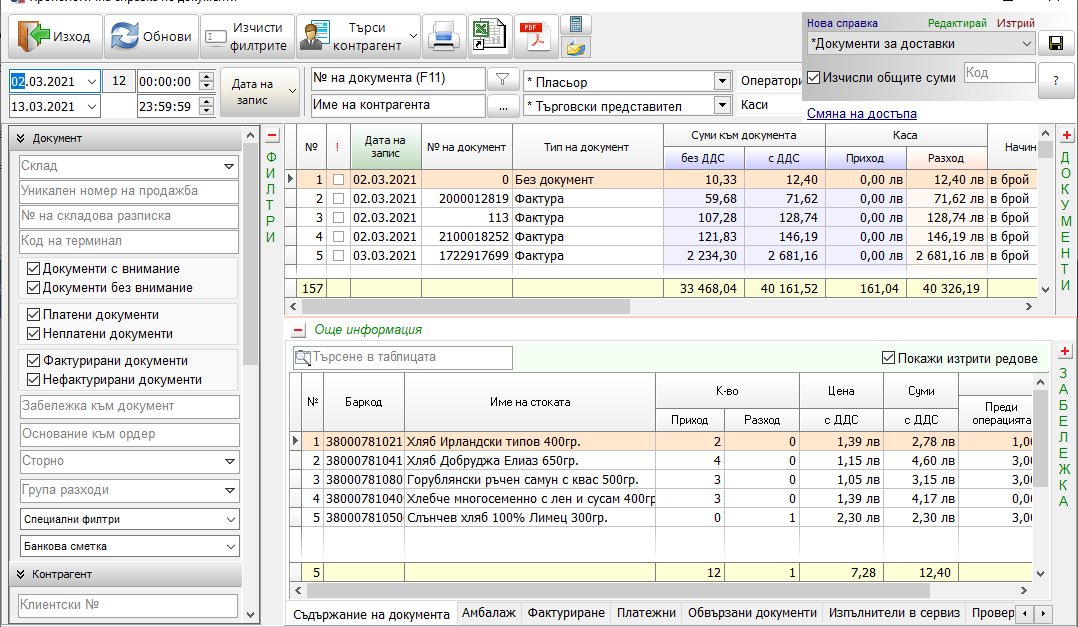 Изход
Обнови
Изчисти филтрите
Търси контрагент
PDF
Нова справка Редактирай Изтрий
*Документи за доставки
Изчисли общите суми Код ?
Смяна на достъпа
02.03.2021 12 00:00:00
13.03.2021 23:59:59
Дата на запис
№ на документа (F11) * Пласьор
Име на контрагента ... * Търговски представител Каси
Документ
Склад
Уникален номер на продажба
№ на складова разписка
Код на терминал
Документи с внимание
Документи без внимание
Платени документи
Неплатени документи
Фактурирани документи
Нефактурирани документи
Забележка към документ
Основание към ордер
Сторно
Група разходи
Специални филтри
Банкова сметка
Контрагент
Клиентски №
ФИЛТРИ
№ ! Дата на запис № на документ Тип на документ Суми към документа Каса
без ДДС с ДДС Приход Разход
1 02.03.2021 0 Без документ 10,33 12,40 0,00 лв 12,40 лв в брой
2 02.03.2021 2000012819 Фактура 59,68 71,62 0,00 лв 71,62 лв в брой
3 02.03.2021 113 Фактура 107,28 128,74 0,00 лв 128,74 лв в брой
4 02.03.2021 2100018252 Фактура 121,83 146,19 0,00 лв 146,19 лв в брой
5 03.03.2021 1722917699 Фактура 2 234,30 2 681,16 0,00 лв 2 681,16 лв в брой
157 33 468,04 40 161,52 161,04 40 326,19
ДОКУМЕНТИ
Още информация
Търсене в таблицата Покажи изтрити редове
№ Баркод Име на стоката К-во Цена Суми Преди операцията
Приход Разход с ДДС с ДДС
1 38000781021 Хляб Ирландски типов 400гр. 2 0 1,39 лв 2,78 лв 1,00
2 38000781041 Хляб Добруджа Елиаз 650гр. 4 0 1,15 лв 4,60 лв 3,00
3 38000781080 Горублянски ръчен самун с квас 500гр. 3 0 1,05 лв 3,15 лв 3,00
4 38000781040 Хлебче многосеменно с лен и сусам 400гр 3 0 1,39 лв 4,17 лв 0,00
5 38000781050 Слънчев хляб 100% Лимец 300гр. 0 1 2,30 лв 2,30 лв 3,00
5 12 1 7,28 12,40
ЗАБЕЛЕЖКА
Съдържание на документа Амбалаж Фактуриране Платежни Обвързани документи Изпълнители в сервиз Провер